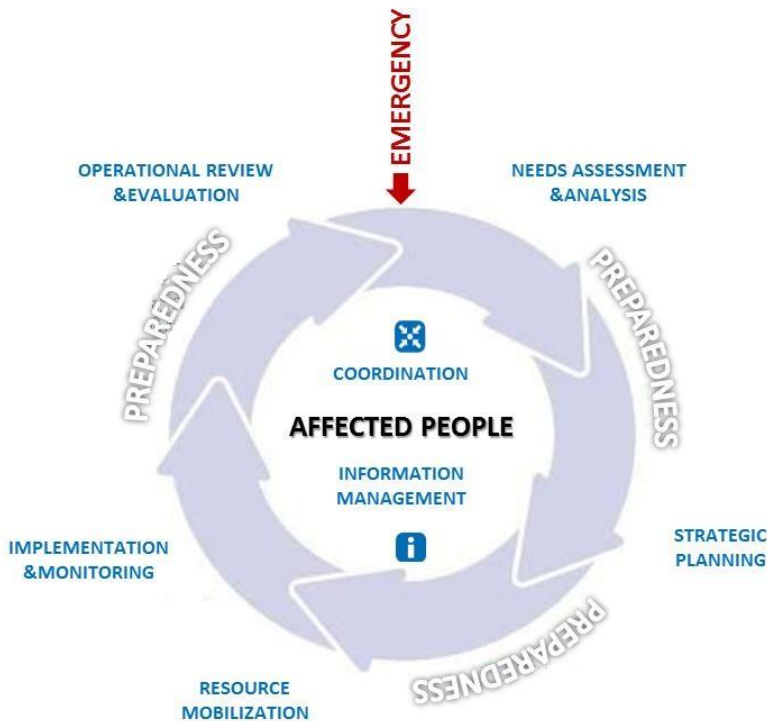 EMERGENCY
OPERATIONAL REVIEW
&EVALUATION
NEEDS ASSESSMENT
&ANALYSIS
PREPAREDNESS
PREPAREDNESS
COORDINATION
AFFECTED PEOPLE
INFORMATION
MANAGEMENT
i
IMPLEMENTATION
&MONITORING
STRATEGIC
PLANNING
PREPAREDNESS
RESOURCE
MOBILIZATION